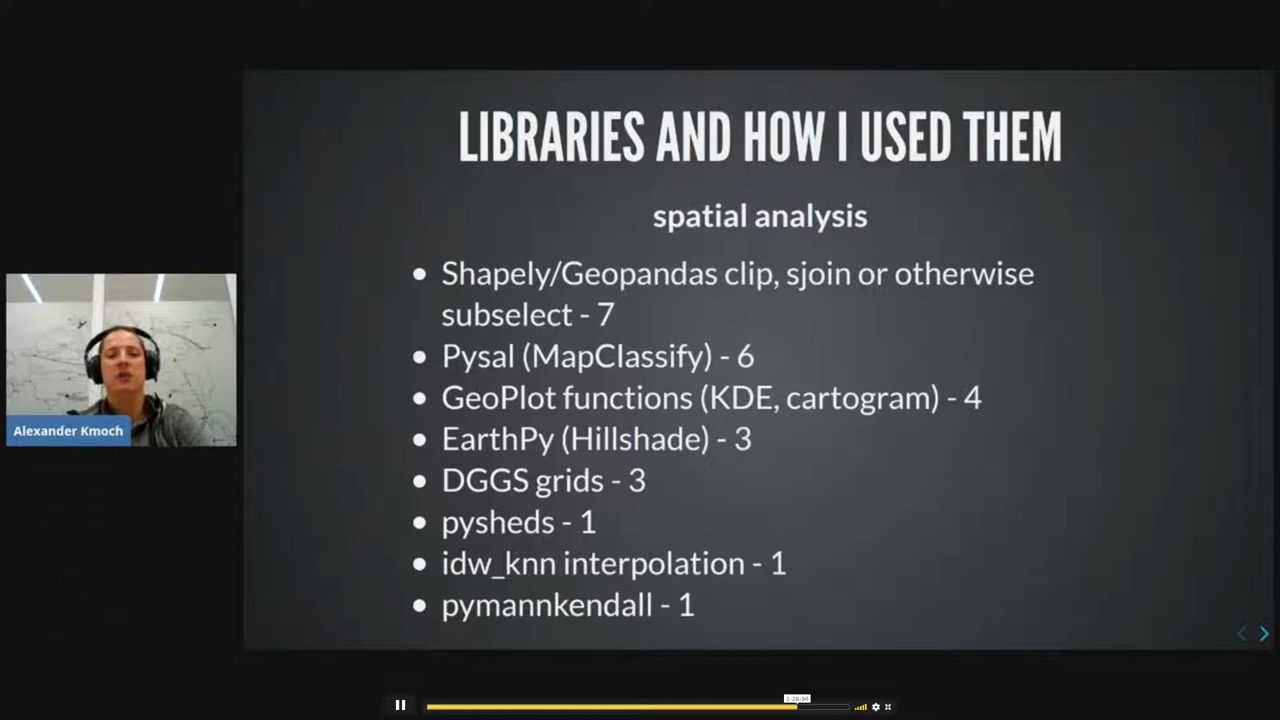 LIBRARIES AND HOW I USED THEM
spatial analysis
Shapely/Geopandas clip, sjoin or otherwise
subselect - 7
Pysal (MapClassify) - 6
GeoPlot functions (KDE, cartogram) - 4
EarthPy (Hillshade) - 3
DGGS grids - 3
pysheds - 1
idw_knn interpolation - 1
pymannkendall - 1
Alexander Kmoch